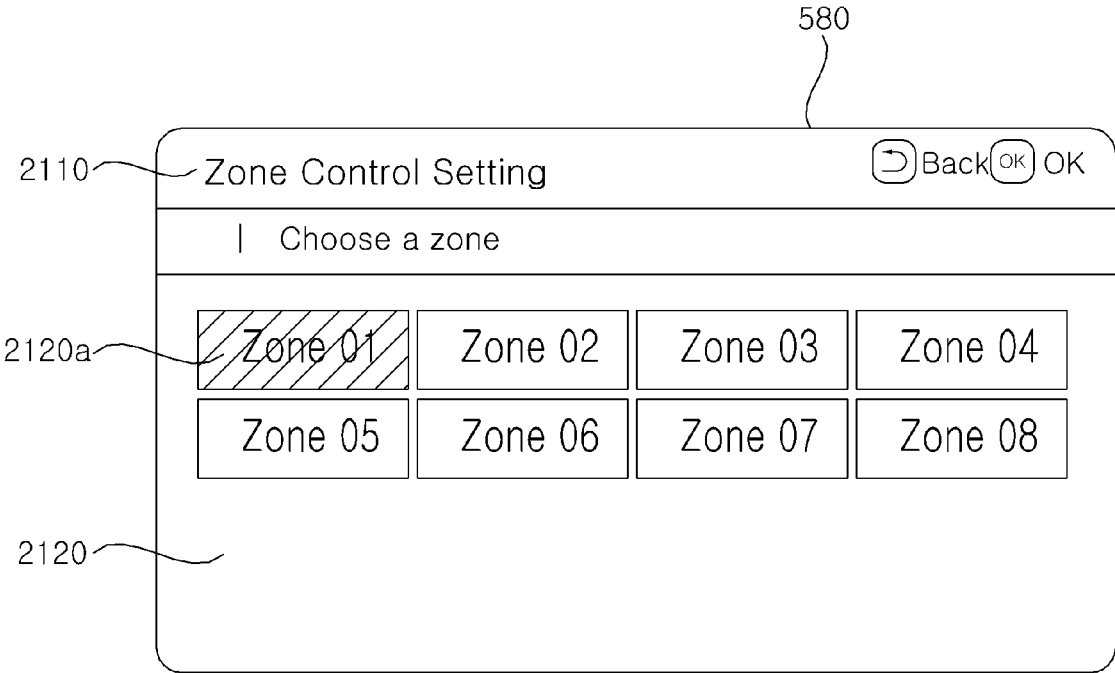 580
2110
Zone Control Setting
Back OK OK
| Choose a zone
2120a
Zone 01 Zone 02 Zone 03 Zone 04
Zone 05 Zone 06 Zone 07 Zone 08
2120